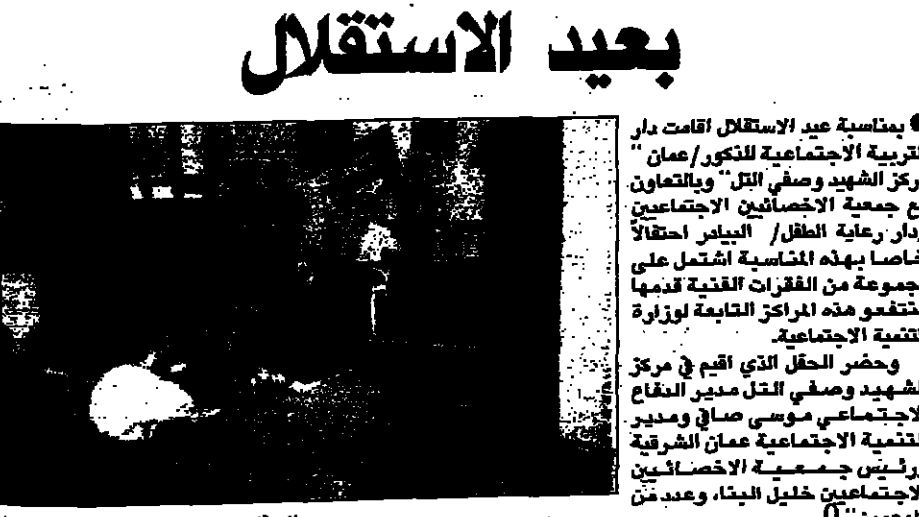 بعيد الاستقلال
● بمناسبة عيد الاستقلال أقامت دار
التربية الاجتماعية للذكور/عمان "
مركز الشهيد وصفي التل" وبالتعاون
مع جمعية الاخصائيين الاجتماعيين
ودار رعاية الطفل/ البيادر احتفالاً
خاصا بهذه المناسبة اشتمل على
مجموعة من الفقرات الفنية قدمها
منتفعو هذه المراكز التابعة لوزارة
التنمية الاجتماعية.
وحضر الحفل الذي اقيم في مركز
الشهيد وصفي التل مدير الدفاع
الاجتماعي موسى صافي ومدير
التنمية الاجتماعية عمان الشرقية
ورئيس جمعية الاخصائيين
الاجتماعيين خليل البنا، وعدد من